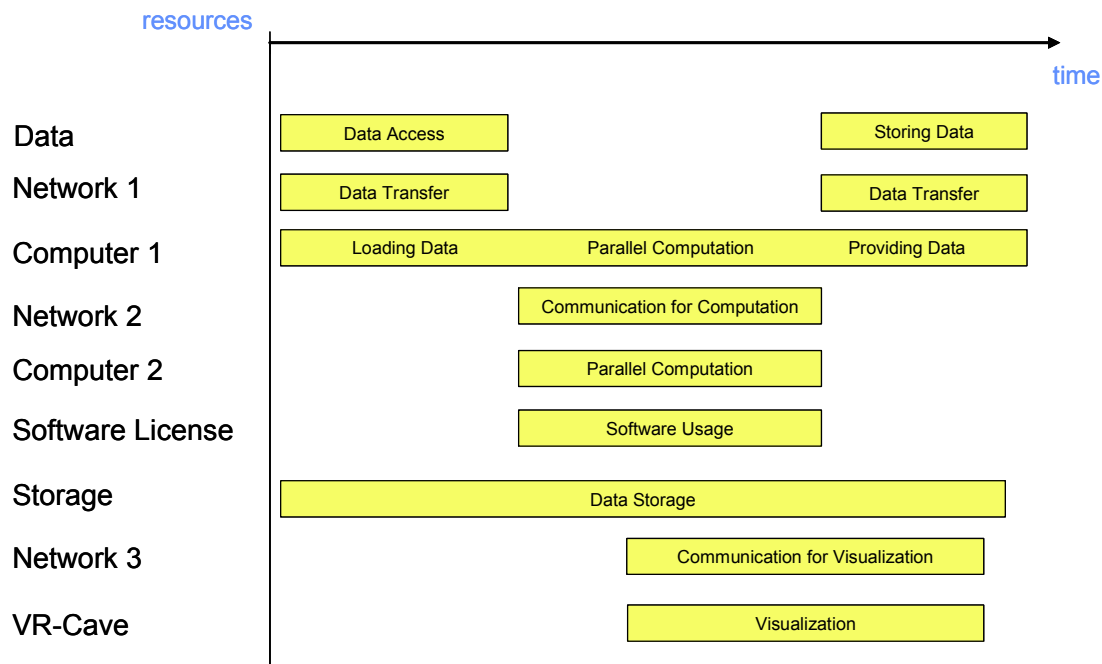 resources
time
Data
Data Access
Storing Data
Network 1
Data Transfer
Data Transfer
Computer 1
Loading Data
Parallel Computation
Providing Data
Network 2
Communication for Computation
Computer 2
Parallel Computation
Software License
Software Usage
Storage
Data Storage
Network 3
Communication for Visualization
VR-Cave
Visualization